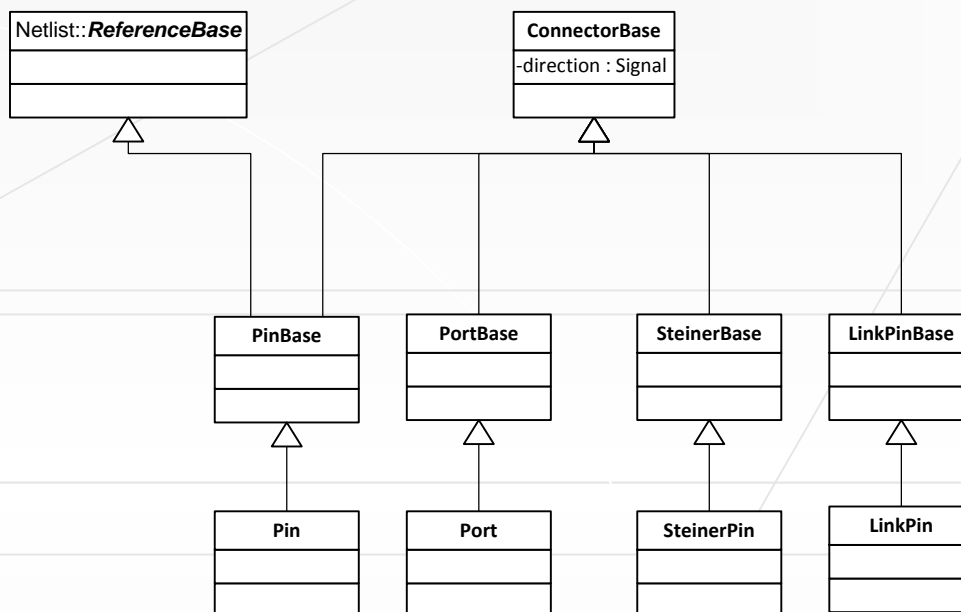 Netlist::ReferenceBase
ConnectorBase
-direction : Signal
PinBase
PortBase
SteinerBase
LinkPinBase
Pin
Port
SteinerPin
LinkPin